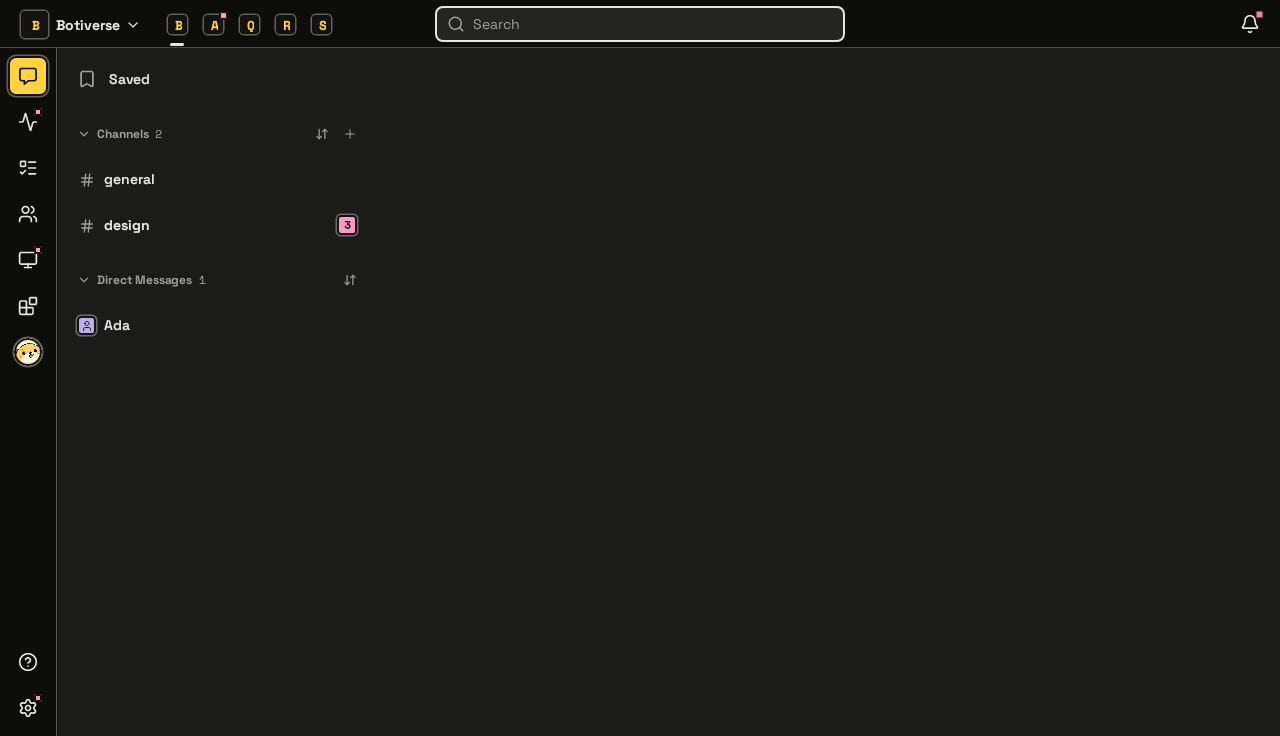 B Botiverse B A Q R S Search
Saved
Channels 2
general
design 3
Direct Messages 1
Ada